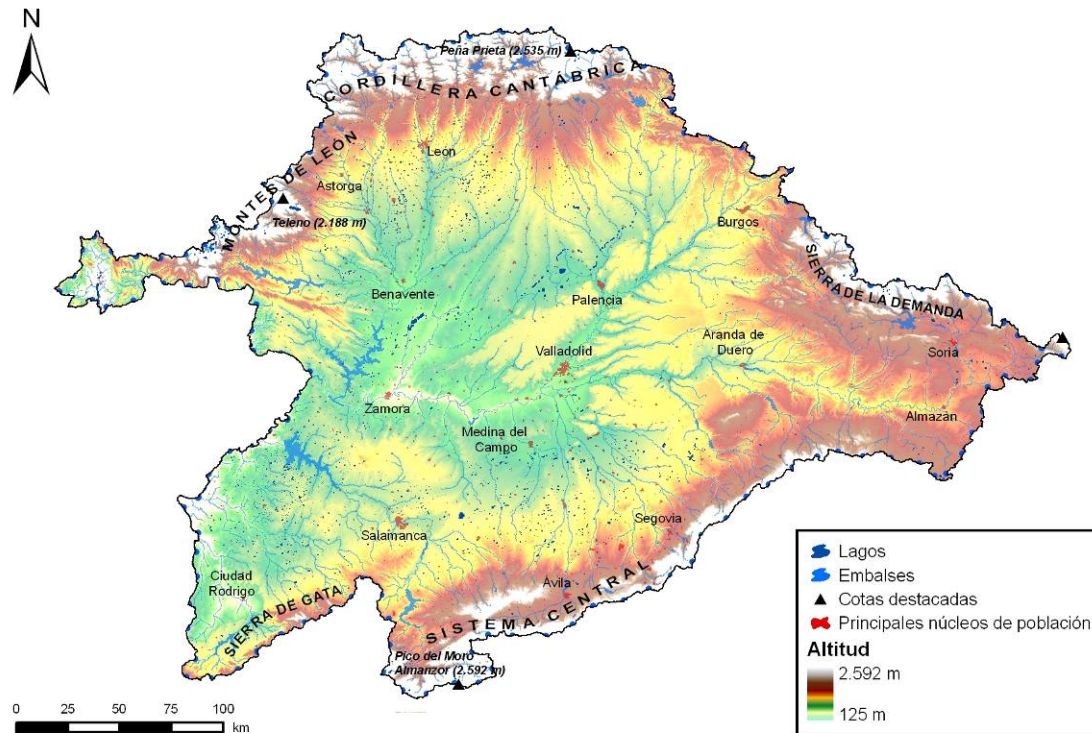 N
Peña Prieta (2.535 m)
CORDILLERA CANTÁBRIC
MONTES DE LEÓN
León
Astorga
Teleno (2.188 m)
Burgos
SIERRA DE LA DEMANDA
Benavente
Palencia
Aranda de
Duero
Soria
Valladolid
Zamora
Almazán
Medina del
Campo
Salamanca
Segovia
Ciudad
Rodrigo
Ávila
SIERRA DE GATA
SISTEMA CENTRAL
Pico del Moro
Almanzor (2.592 m)
Lagos
Embalses
Cotas destacadas
Principales núcleos de población
Altitud
2.592 m
125 m
0 25 50 100 150 200
km